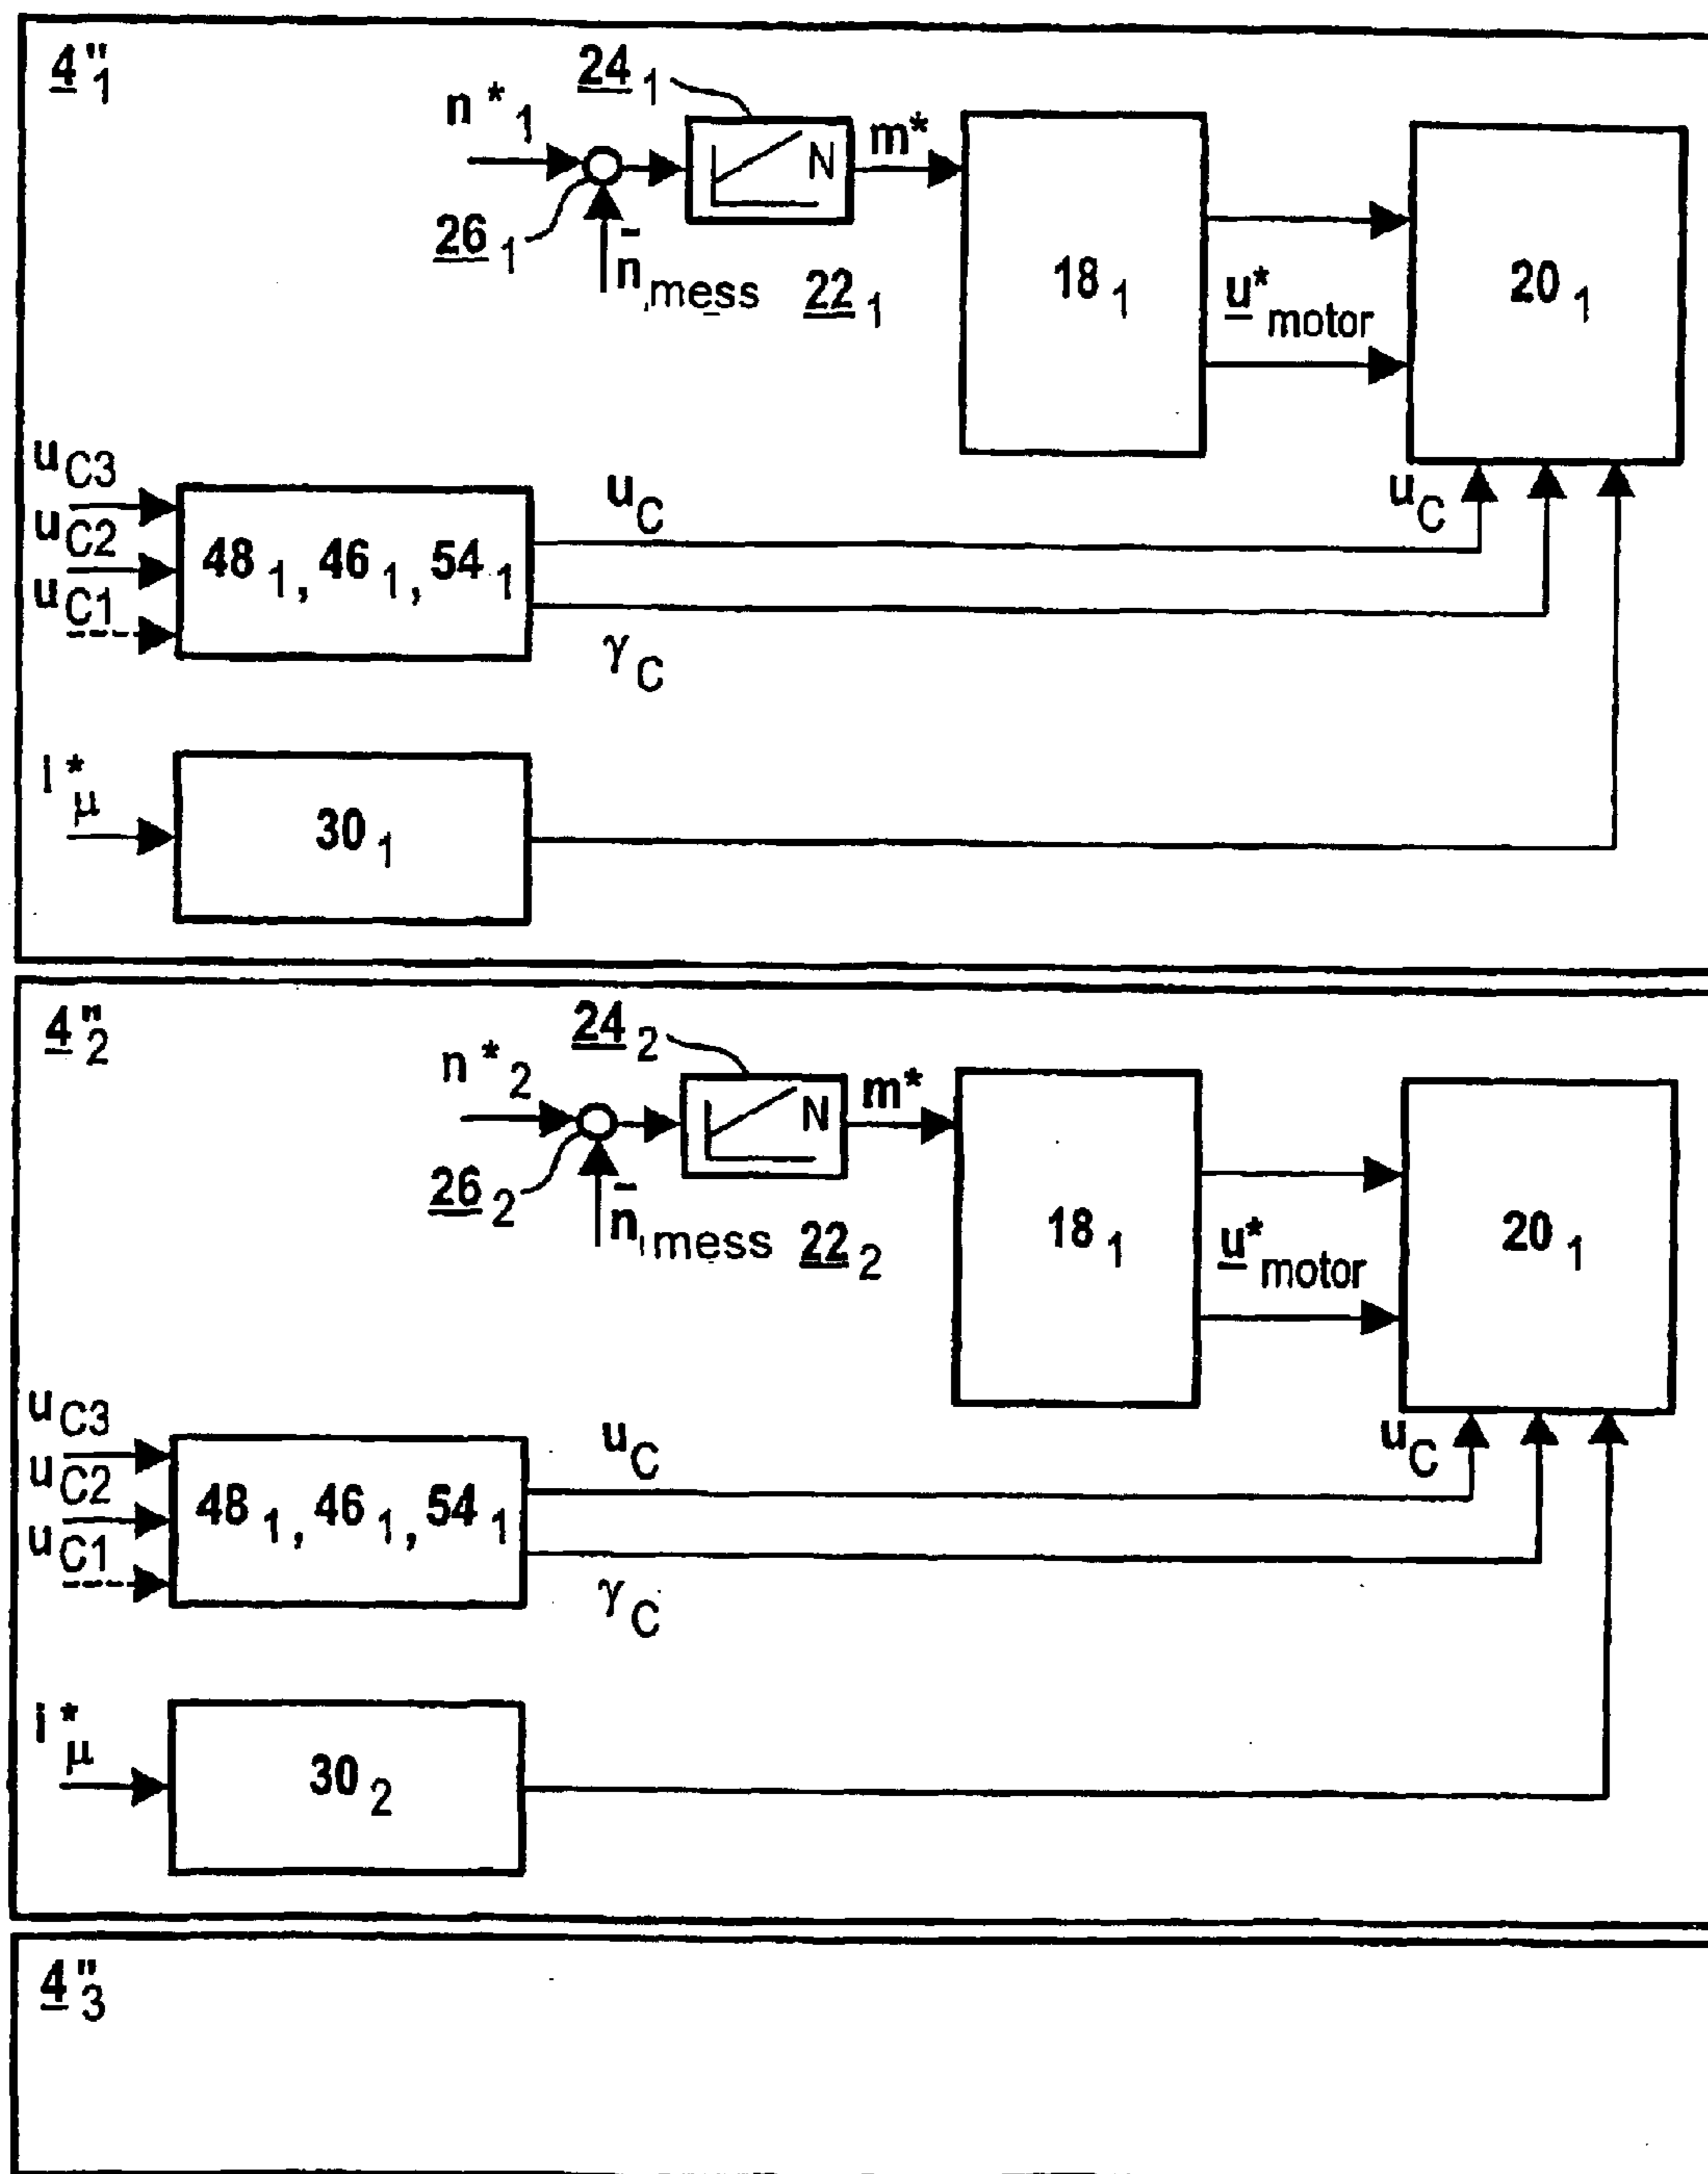 4"1
24 1
n*1
N
m*
26 1
n mess
22 1
18 1
u*motor
20 1
uC3
uC2
uC1
48 1, 46 1, 54 1
uC
γC
uC
i*μ
30 1
4"2
24 2
n*2
N
m*
26 2
n mess
22 2
18 1
u*motor
20 1
uC3
uC2
uC1
48 1, 46 1, 54 1
uC
γC
uC
i*μ
30 2
4"3